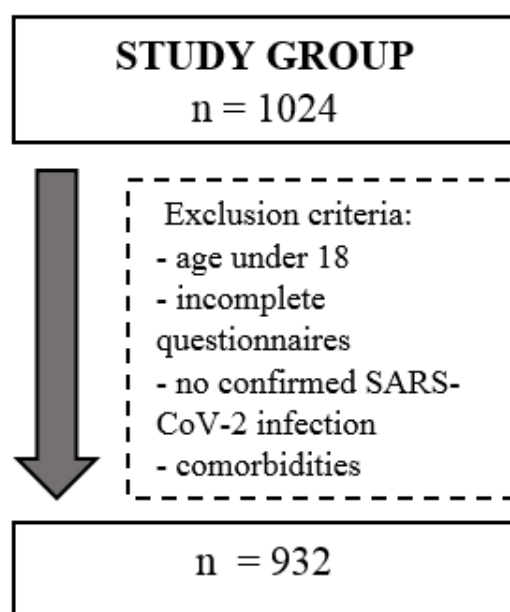 STUDY GROUP
n = 1024
Exclusion criteria:
- age under 18
- incomplete
questionnaires
- no confirmed SARS-
CoV-2 infection
- comorbidities
n = 932